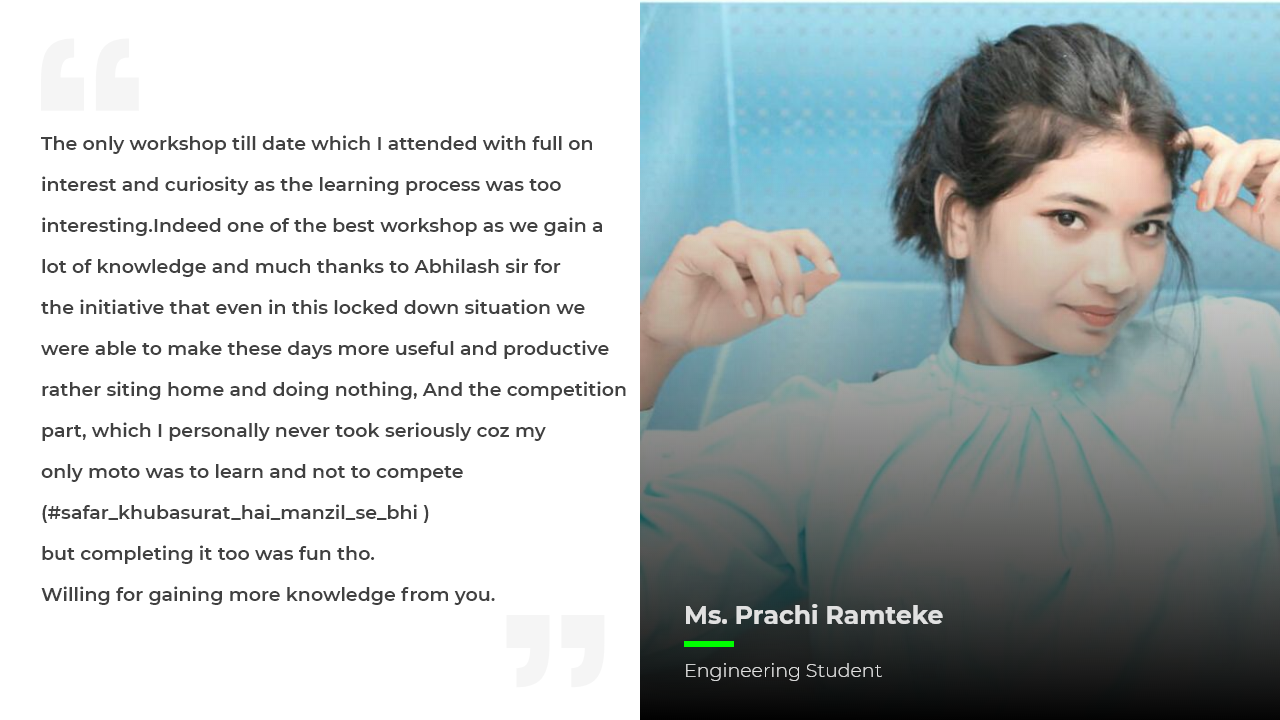 The only workshop till date which I attended with full on
interest and curiosity as the learning process was too
interesting.Indeed one of the best workshop as we gain a
lot of knowledge and much thanks to Abhilash sir for
the initiative that even in this locked down situation we
were able to make these days more useful and productive
rather siting home and doing nothing, And the competition
part, which I personally never took seriously coz my
only moto was to learn and not to compete
(#safar_khubasurat_hai_manzil_se_bhi )
but completing it too was fun tho.
Willing for gaining more knowledge from you.
Ms. Prachi Ramteke
Engineering Student